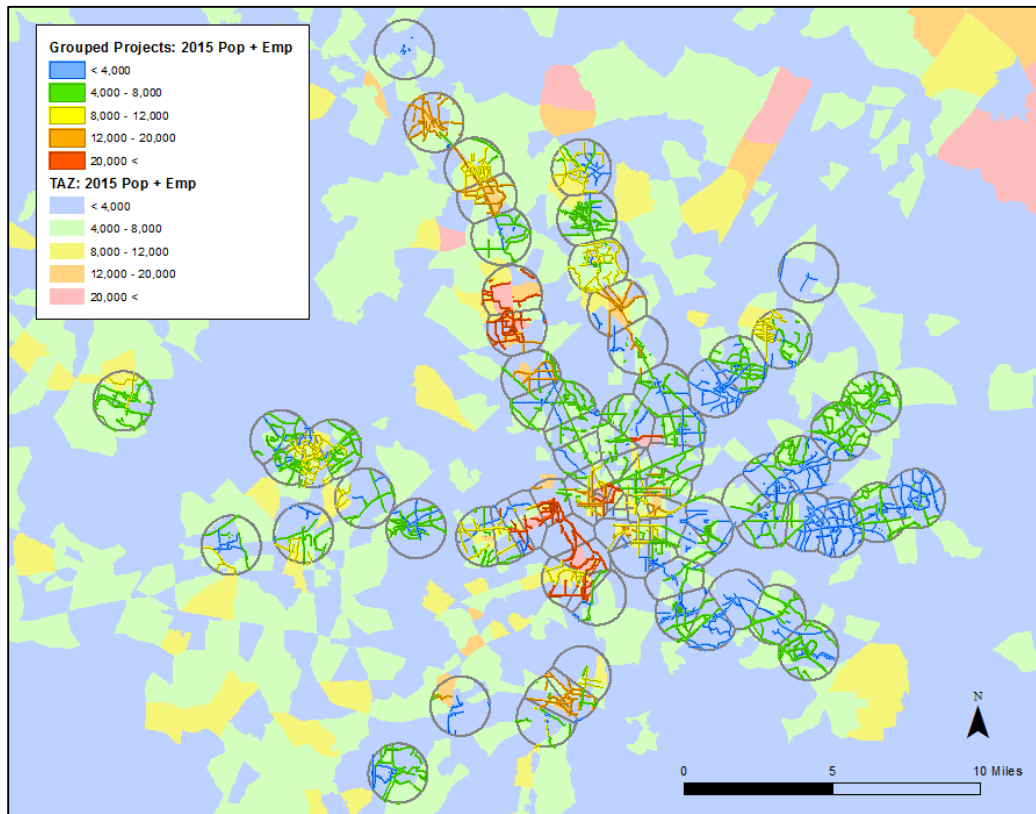 Grouped Projects: 2015 Pop + Emp
< 4,000
4,000 - 8,000
8,000 - 12,000
12,000 - 20,000
20,000 <
TAZ: 2015 Pop + Emp
< 4,000
4,000 - 8,000
8,000 - 12,000
12,000 - 20,000
20,000 <
N
0 5 10 Miles